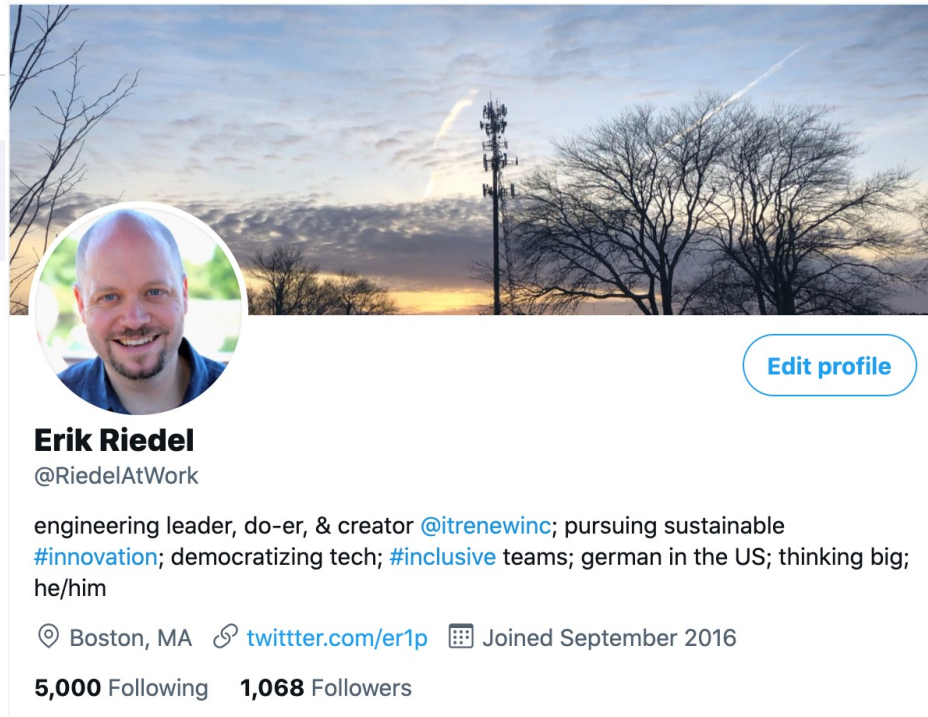 Edit profile
Erik Riedel
@RiedelAtWork
engineering leader, do-er, & creator @itrenewinc; pursuing sustainable
#innovation; democratizing tech; #inclusive teams; german in the US; thinking big;
he/him
Boston, MA twittter.com/er1p Joined September 2016
5,000 Following 1,068 Followers